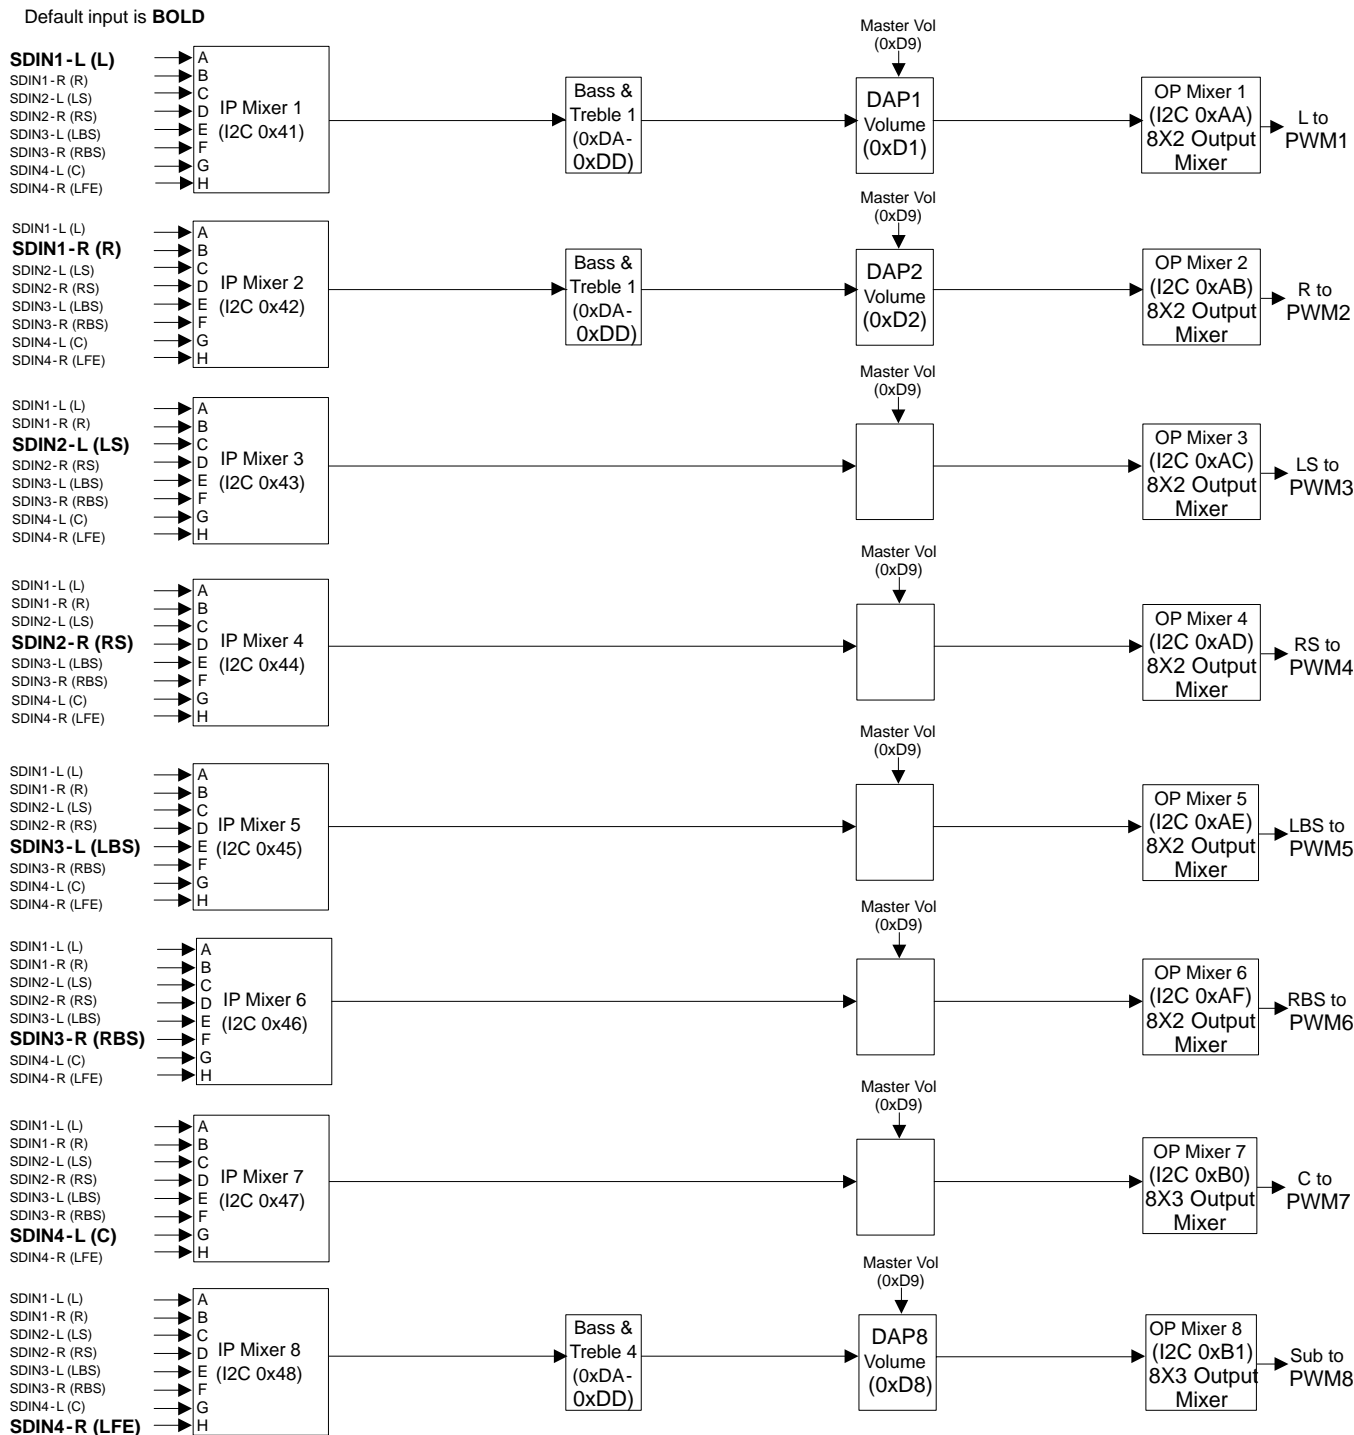 Default input is BOLD
SDIN1-L (L)
SDIN1-R (R)
SDIN2-L (LS)
SDIN2-R (RS)
SDIN3-L (LBS)
SDIN3-R (RBS)
SDIN4-L (C)
SDIN4-R (LFE)
A
B
C
D
E
F
G
H
IP Mixer 1
(I2C 0x41)
Bass &
Treble 1
(0xDA-
0xDD)
Master Vol
(0xD9)
DAP1
Volume
(0xD1)
OP Mixer 1
(I2C 0xAA)
8X2 Output
Mixer
L to
PWM1
SDIN1-L (L)
SDIN1-R (R)
SDIN2-L (LS)
SDIN2-R (RS)
SDIN3-L (LBS)
SDIN3-R (RBS)
SDIN4-L (C)
SDIN4-R (LFE)
A
B
C
D
E
F
G
H
IP Mixer 2
(I2C 0x42)
Bass &
Treble 1
(0xDA-
0xDD)
Master Vol
(0xD9)
DAP2
Volume
(0xD2)
OP Mixer 2
(I2C 0xAB)
8X2 Output
Mixer
R to
PWM2
SDIN1-L (L)
SDIN1-R (R)
SDIN2-L (LS)
SDIN2-R (RS)
SDIN3-L (LBS)
SDIN3-R (RBS)
SDIN4-L (C)
SDIN4-R (LFE)
A
B
C
D
E
F
G
H
IP Mixer 3
(I2C 0x43)
Master Vol
(0xD9)
OP Mixer 3
(I2C 0xAC)
8X2 Output
Mixer
LS to
PWM3
SDIN1-L (L)
SDIN1-R (R)
SDIN2-L (LS)
SDIN2-R (RS)
SDIN3-L (LBS)
SDIN3-R (RBS)
SDIN4-L (C)
SDIN4-R (LFE)
A
B
C
D
E
F
G
H
IP Mixer 4
(I2C 0x44)
Master Vol
(0xD9)
OP Mixer 4
(I2C 0xAD)
8X2 Output
Mixer
RS to
PWM4
SDIN1-L (L)
SDIN1-R (R)
SDIN2-L (LS)
SDIN2-R (RS)
SDIN3-L (LBS)
SDIN3-R (RBS)
SDIN4-L (C)
SDIN4-R (LFE)
A
B
C
D
E
F
G
H
IP Mixer 5
(I2C 0x45)
Master Vol
(0xD9)
OP Mixer 5
(I2C 0xAE)
8X2 Output
Mixer
LBS to
PWM5
SDIN1-L (L)
SDIN1-R (R)
SDIN2-L (LS)
SDIN2-R (RS)
SDIN3-L (LBS)
SDIN3-R (RBS)
SDIN4-L (C)
SDIN4-R (LFE)
A
B
C
D
E
F
G
H
IP Mixer 6
(I2C 0x46)
Master Vol
(0xD9)
OP Mixer 6
(I2C 0xAF)
8X2 Output
Mixer
RBS to
PWM6
SDIN1-L (L)
SDIN1-R (R)
SDIN2-L (LS)
SDIN2-R (RS)
SDIN3-L (LBS)
SDIN3-R (RBS)
SDIN4-L (C)
SDIN4-R (LFE)
A
B
C
D
E
F
G
H
IP Mixer 7
(I2C 0x47)
Master Vol
(0xD9)
OP Mixer 7
(I2C 0xB0)
8X3 Output
Mixer
C to
PWM7
SDIN1-L (L)
SDIN1-R (R)
SDIN2-L (LS)
SDIN2-R (RS)
SDIN3-L (LBS)
SDIN3-R (RBS)
SDIN4-L (C)
SDIN4-R (LFE)
A
B
C
D
E
F
G
H
IP Mixer 8
(I2C 0x48)
Bass &
Treble 4
(0xDA-
0xDD)
Master Vol
(0xD9)
DAP8
Volume
(0xD8)
OP Mixer 8
(I2C 0xB1)
8X3 Output
Mixer
Sub to
PWM8